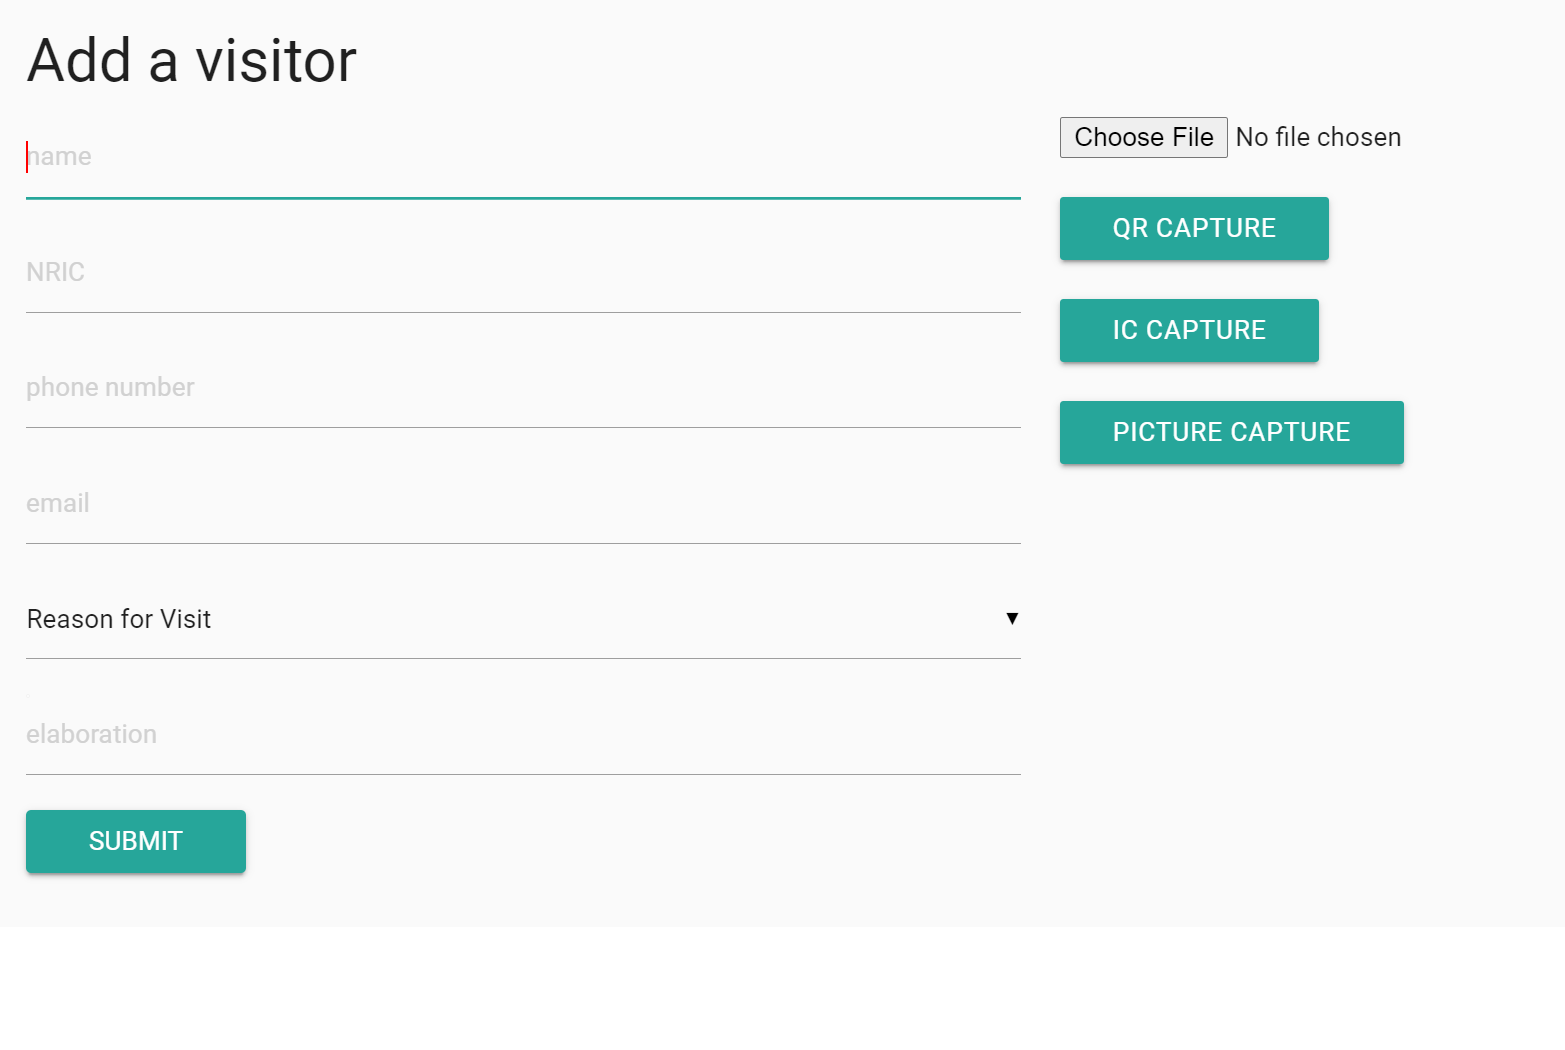 Add a visitor
name
NRIC
phone number
email
Reason for Visit ▼
elaboration
SUBMIT
Choose File No file chosen
QR CAPTURE
IC CAPTURE
PICTURE CAPTURE